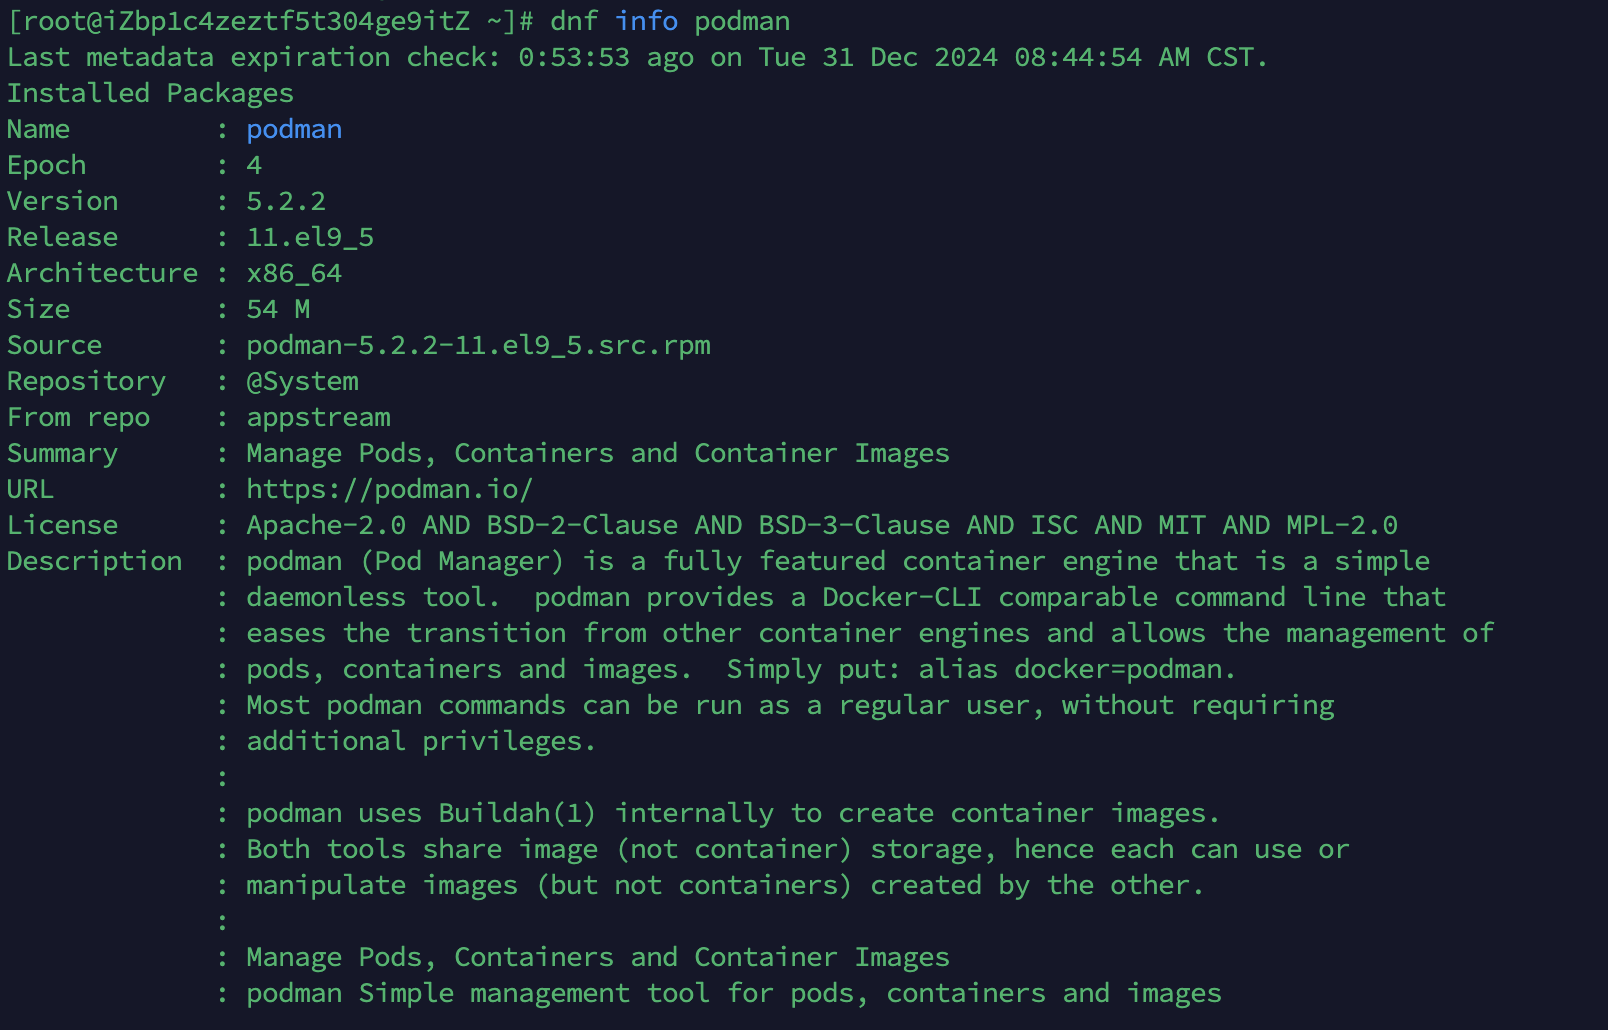 [root@iZbp1c4zeztf5t304ge9itZ ~]# dnf info podman
Last metadata expiration check: 0:53:53 ago on Tue 31 Dec 2024 08:44:54 AM CST.
Installed Packages
Name         : podman
Epoch        : 4
Version      : 5.2.2
Release      : 11.el9_5
Architecture : x86_64
Size         : 54 M
Source       : podman-5.2.2-11.el9_5.src.rpm
Repository   : @System
From repo    : appstream
Summary      : Manage Pods, Containers and Container Images
URL          : https://podman.io/
License      : Apache-2.0 AND BSD-2-Clause AND BSD-3-Clause AND ISC AND MIT AND MPL-2.0
Description  : podman (Pod Manager) is a fully featured container engine that is a simple
             : daemonless tool.  podman provides a Docker-CLI comparable command line that
             : eases the transition from other container engines and allows the management of
             : pods, containers and images.  Simply put: alias docker=podman.
             : Most podman commands can be run as a regular user, without requiring
             : additional privileges.
             :
             : podman uses Buildah(1) internally to create container images.
             : Both tools share image (not container) storage, hence each can use or
             : manipulate images (but not containers) created by the other.
             :
             : Manage Pods, Containers and Container Images
             : podman Simple management tool for pods, containers and images